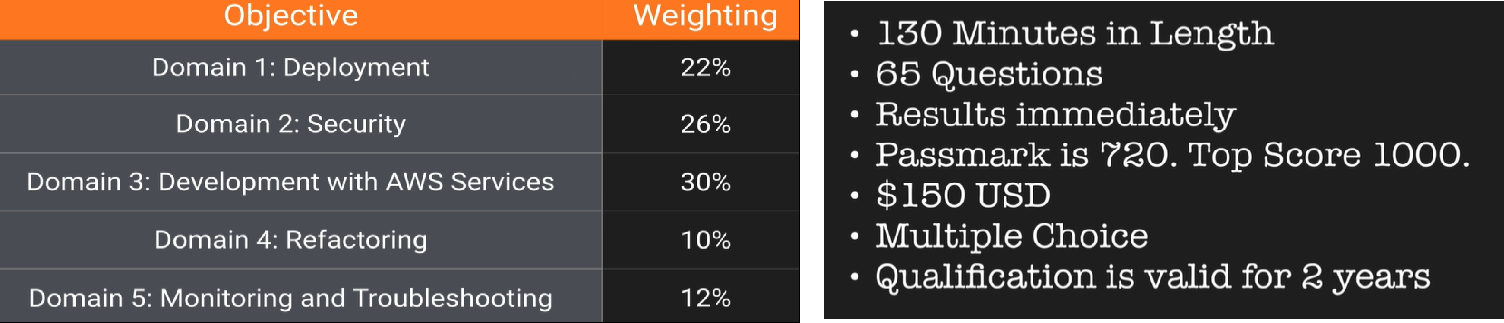 Objective Weighting
Domain 1: Deployment 22%
Domain 2: Security 26%
Domain 3: Development with AWS Services 30%
Domain 4: Refactoring 10%
Domain 5: Monitoring and Troubleshooting 12%
• 130 Minutes in Length
• 65 Questions
• Results immediately
• Passmark is 720. Top Score 1000.
• $150 USD
• Multiple Choice
• Qualification is valid for 2 years